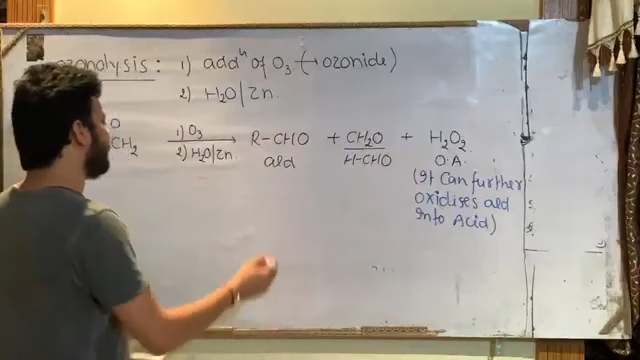 ozonolysis : 1) addⁿ of O₃ (→ ozonide)
2) H₂O/Zn
O
CH₂ 1) O₃ 2) H₂O/Zn → R-CHO + CH₂O + H₂O₂
ald H-CHO O.A.
(It can further
oxidises ald
into Acid)